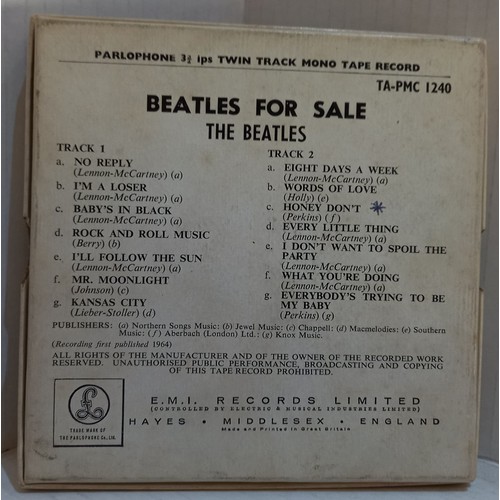 PARLOPHONE 3¾ ips TWIN TRACK MONO TAPE RECORD
TA-PMC 1240
BEATLES FOR SALE
THE BEATLES
TRACK 1
a. NO REPLY
(Lennon-McCartney) (a)
b. I'M A LOSER
(Lennon-McCartney) (a)
c. BABY'S IN BLACK
(Lennon-McCartney) (a)
d. ROCK AND ROLL MUSIC
(Berry) (b)
e. I'LL FOLLOW THE SUN
(Lennon-McCartney) (a)
f. MR. MOONLIGHT
(Johnson) (c)
g. KANSAS CITY
(Lieber-Stoller) (d)
TRACK 2
a. EIGHT DAYS A WEEK
(Lennon-McCartney) (a)
b. WORDS OF LOVE
(Holly) (e)
c. HONEY DON'T *
(Perkins) (f)
d. EVERY LITTLE THING
(Lennon-McCartney) (a)
e. I DON'T WANT TO SPOIL THE
PARTY
(Lennon-McCartney) (a)
f. WHAT YOU'RE DOING
(Lennon-McCartney) (a)
g. EVERYBODY'S TRYING TO BE
MY BABY
(Perkins) (g)
PUBLISHERS: (a) Northern Songs Music: (b) Jewel Music: (c) Chappell: (d) Macmelodies: (e) Southern
Music: (f) Aberbach (London) Ltd.: (g) Knox Music.
(Recording first published 1964)
ALL RIGHTS OF THE MANUFACTURER AND OF THE OWNER OF THE RECORDED WORK
RESERVED. UNAUTHORISED PUBLIC PERFORMANCE, BROADCASTING AND COPYING
OF THIS TAPE RECORD PROHIBITED.
£
TRADE MARK OF
THE PARLOPHONE Co., LTD.
E.M.I. RECORDS LIMITED
(CONTROLLED BY ELECTRIC & MUSICAL INDUSTRIES LIMITED)
HAYES · MIDDLESEX · ENGLAND
Made and Printed in Great Britain